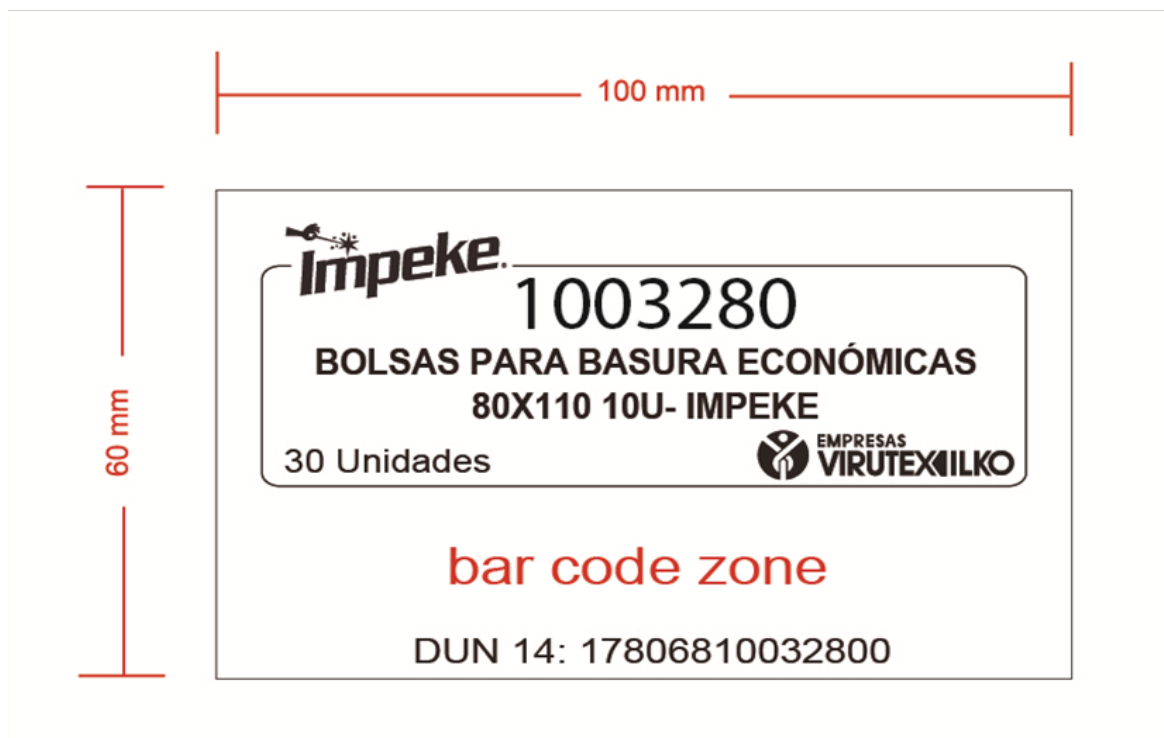 100 mm
60 mm
Impeke.
1003280
BOLSAS PARA BASURA ECONÓMICAS
80X110 10U- IMPEKE
30 Unidades
EMPRESAS
VIRUTEX ILKO
bar code zone
DUN 14: 17806810032800